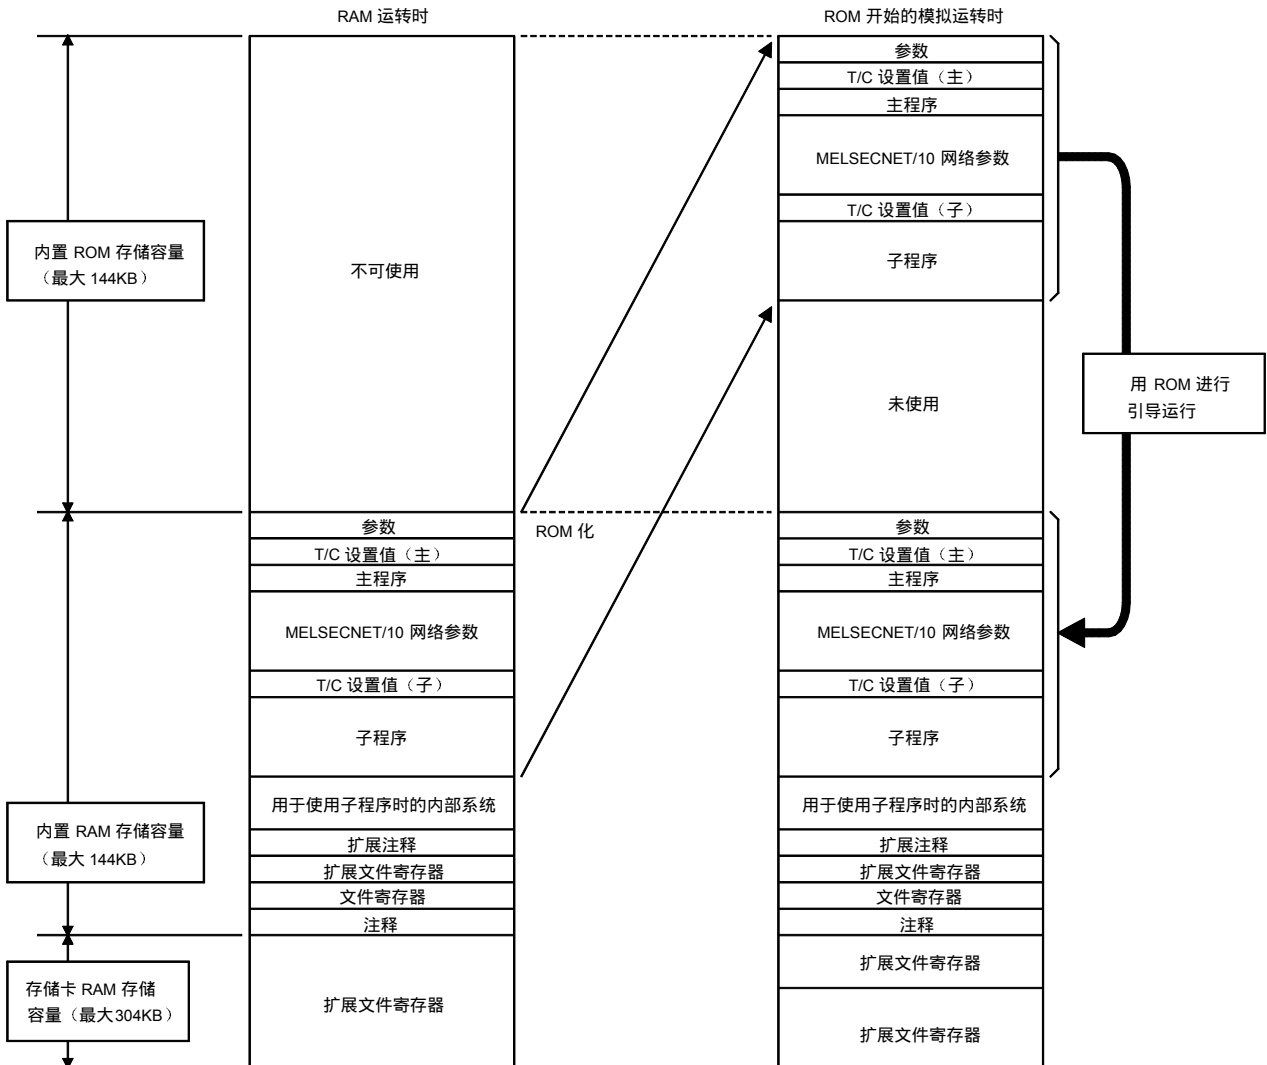 RAM 运转时
ROM 开始的模拟运转时
内置 ROM 存储容量
（最大 144KB）
不可使用
参数
T/C 设置值（主）
主程序
MELSECNET/10 网络参数
T/C 设置值（子）
子程序
未使用
用 ROM 进行
引导运行
ROM 化
内置 RAM 存储容量
（最大 144KB）
参数
T/C 设置值（主）
主程序
MELSECNET/10 网络参数
T/C 设置值（子）
子程序
用于使用子程序时的内部系统
扩展注释
扩展文件寄存器
文件寄存器
注释
参数
T/C 设置值（主）
主程序
MELSECNET/10 网络参数
T/C 设置值（子）
子程序
用于使用子程序时的内部系统
扩展注释
扩展文件寄存器
文件寄存器
注释
存储卡 RAM 存储
容量（最大304KB）
扩展文件寄存器
扩展文件寄存器
扩展文件寄存器